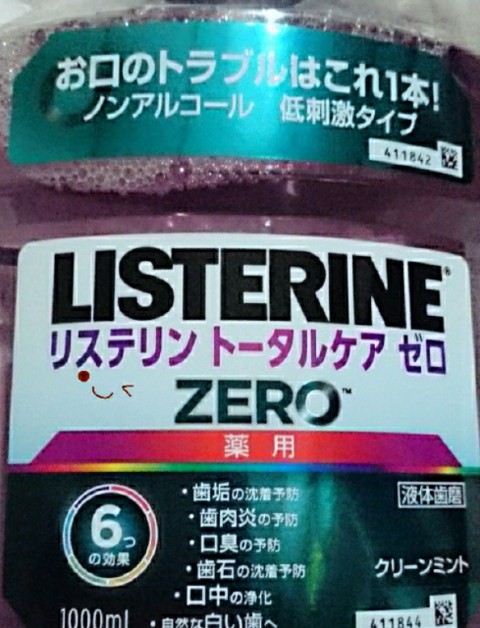 お口のトラブルはこれ1本!
ノンアルコール 低刺激タイプ
411842
LISTERINE®
リステリン トータルケア ゼロ
ZERO™
薬用
6つの効果
・歯垢の沈着予防
・歯肉炎の予防
・口臭の予防
・歯石の沈着予防
・口中の浄化
・自然な白い歯へ
液体歯磨
クリーンミント
1000mL
411844